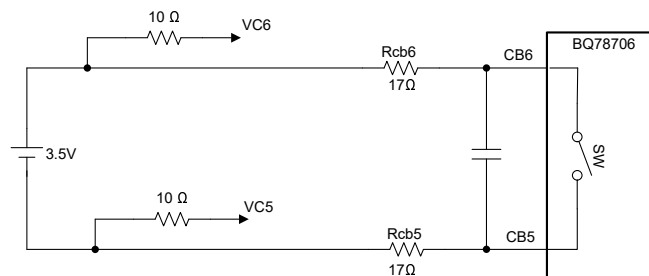 10 Ω
VC6
Rcb6
17Ω
CB6
BQ78706
3.5V
SW
10 Ω
VC5
Rcb5
17Ω
CB5